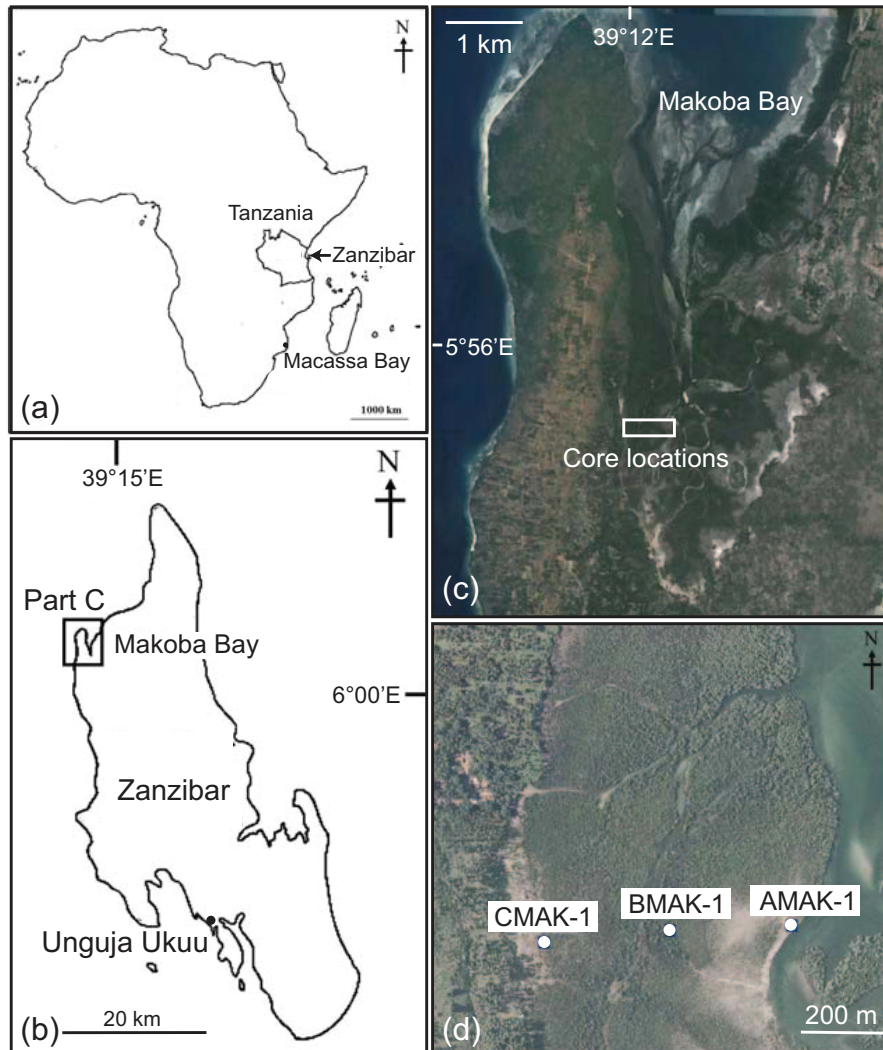 N
Tanzania
Zanzibar
Macassa Bay
1000 km
(a)
39°15’E
N
Part C
Makoba Bay
6°00’E
Zanzibar
Unguja Ukuu
20 km
(b)
1 km
39°12’E
Makoba Bay
5°56’E
Core locations
(c)
N
CMAK-1
BMAK-1
AMAK-1
200 m
(d)